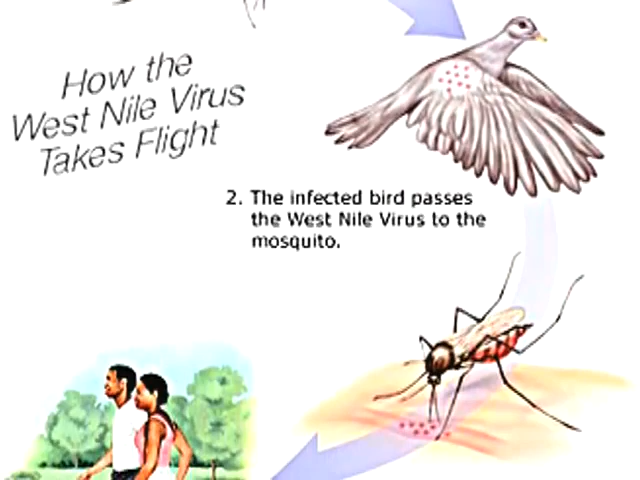 How the
West Nile Virus
Takes Flight
2. The infected bird passes
the West Nile Virus to the
mosquito.